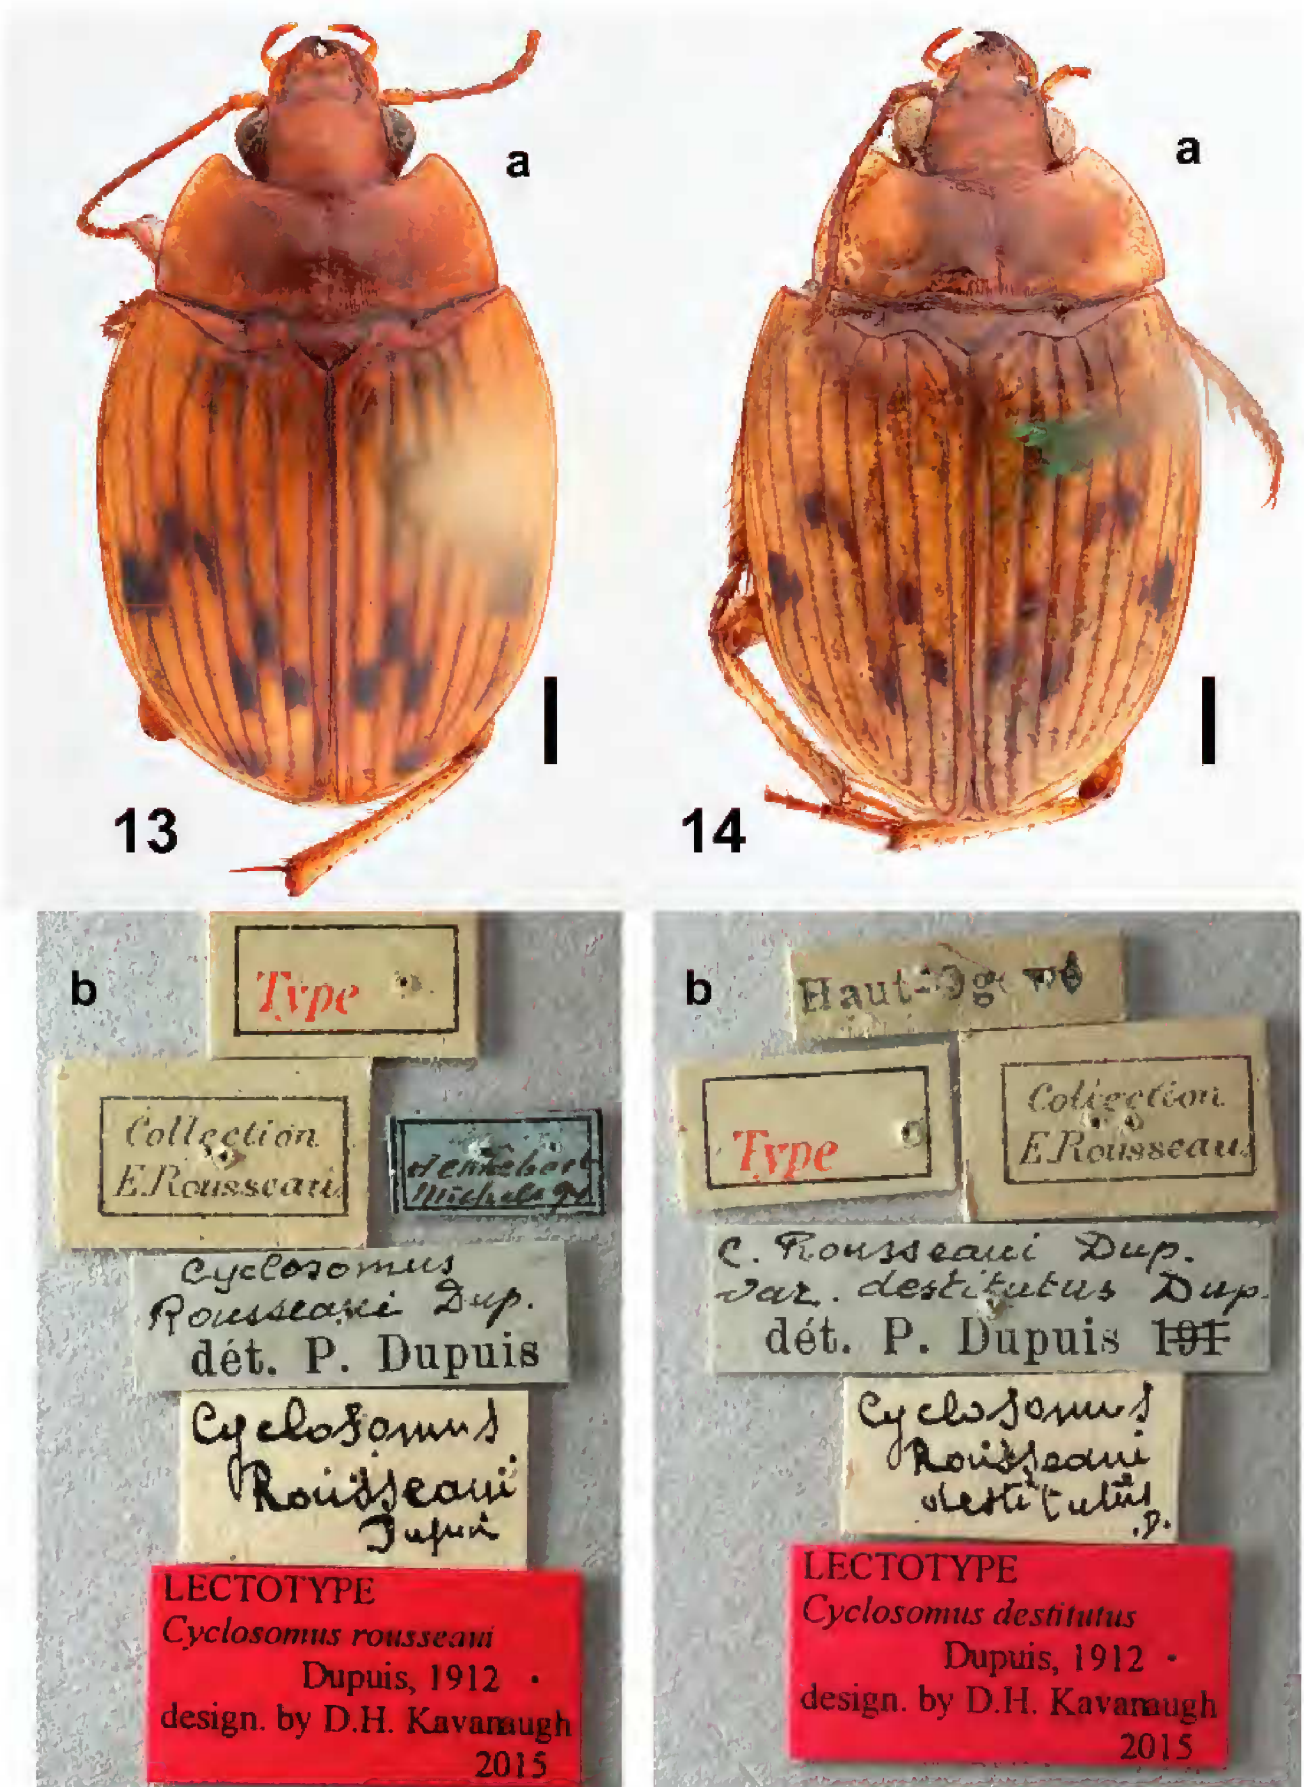 a
a
13
14
b
Type
Collection
E.Rousseau
Cyclosomus
Rousseaui Dup.
dét. P. Dupuis
Cyclosomus
Rousseaui
Dupuis
LECTOTYPE
Cyclosomus rousseaui
Dupuis, 1912
design. by D.H. Kavanaugh
2015
b
Haut-Ogowé
Type
Collection
E.Rousseau
C. Rousseaui Dup.
var. destitutus Dup.
dét. P. Dupuis 191
Cyclosomus
Rousseaui
destitutus
.D.
LECTOTYPE
Cyclosomus destitutus
Dupuis, 1912
design. by D.H. Kavanaugh
2015